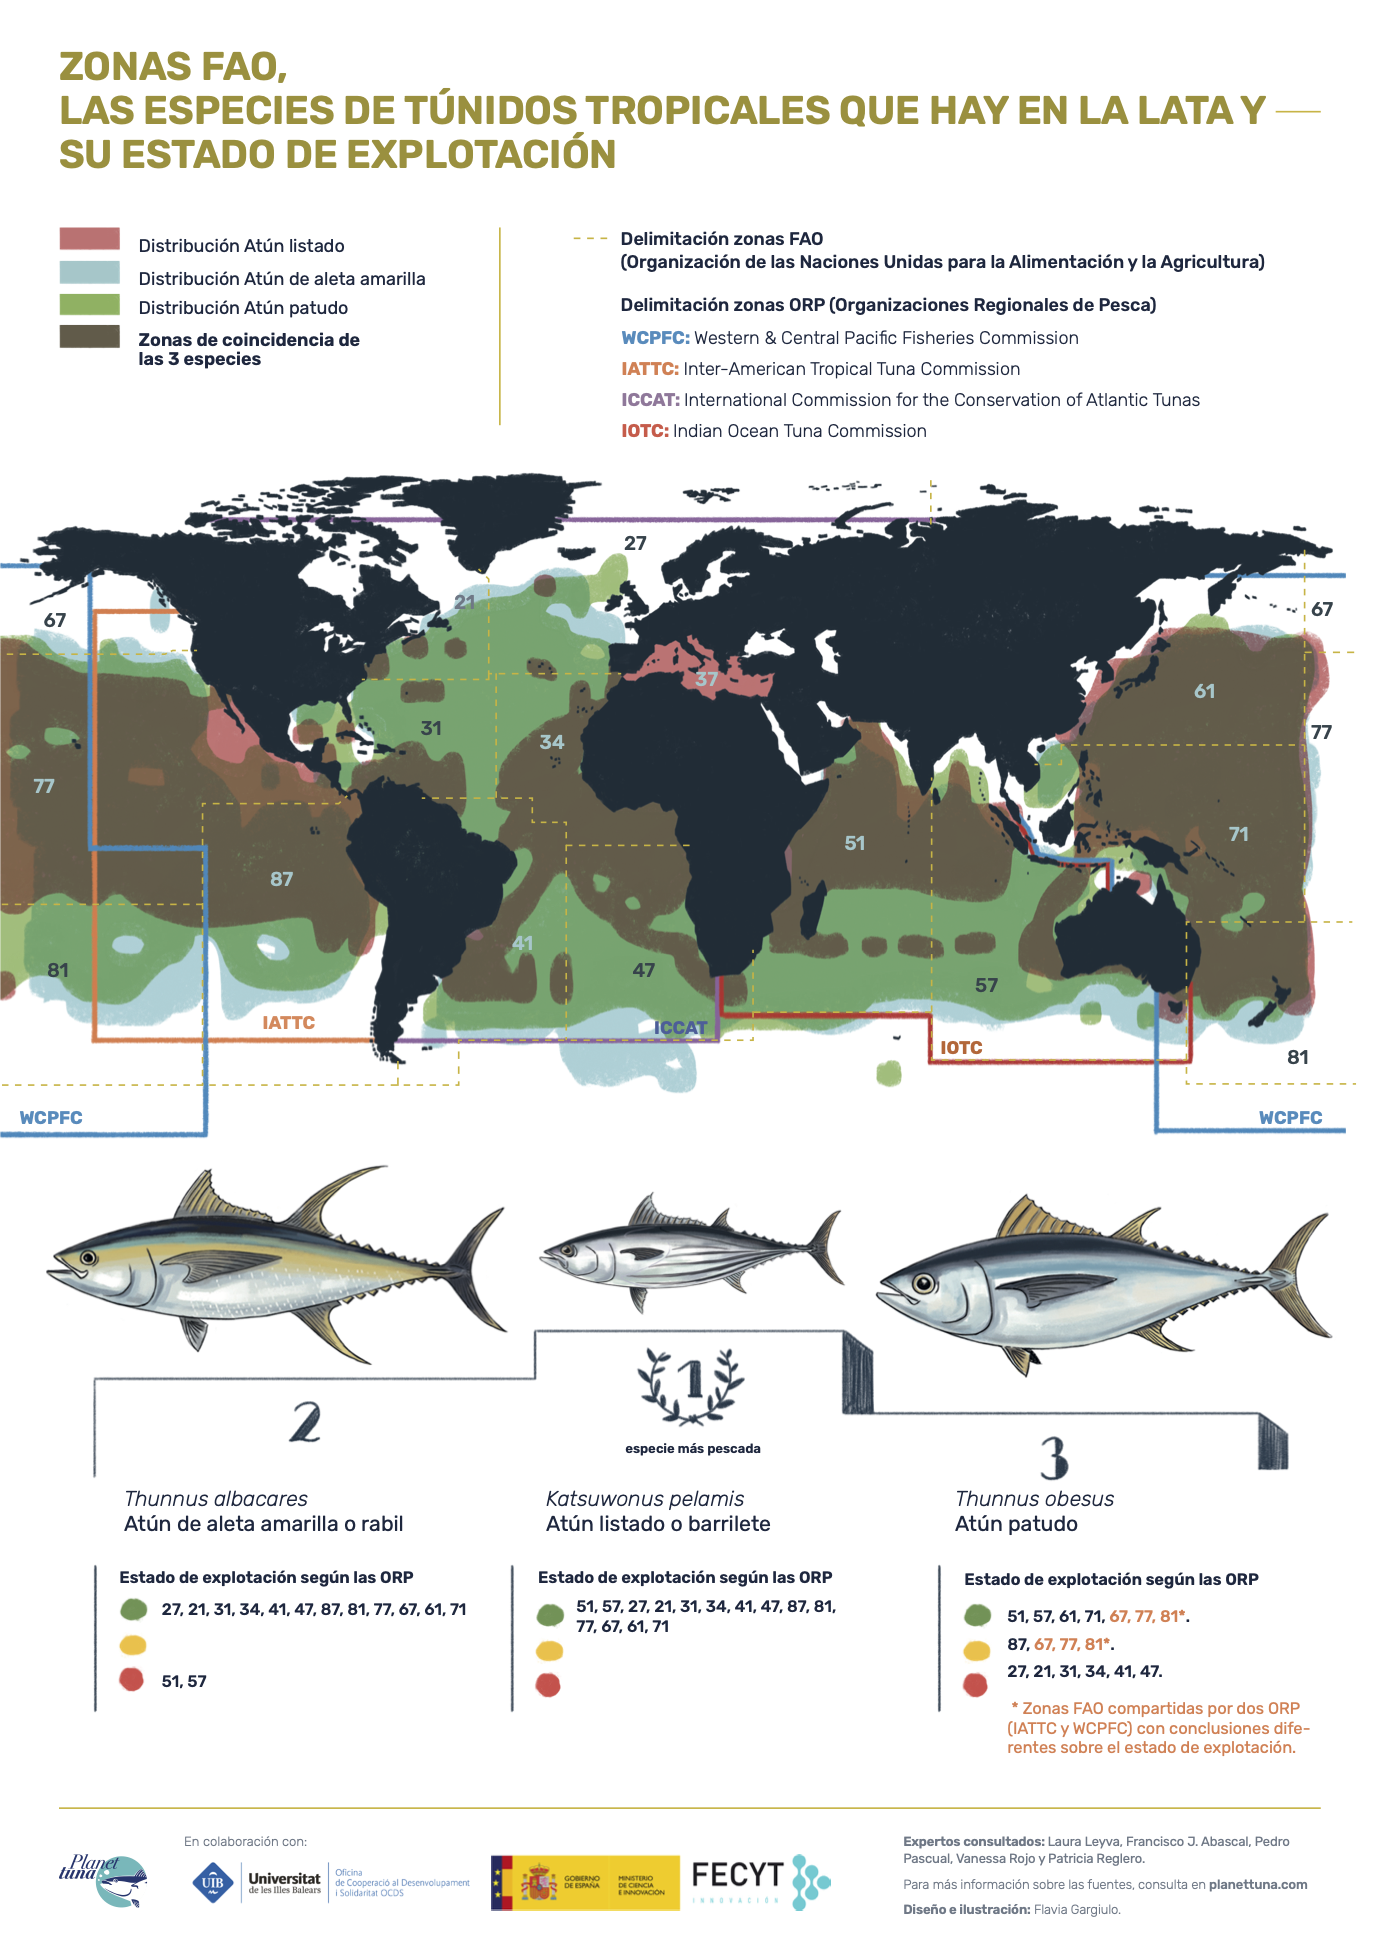 ZONAS FAO,
LAS ESPECIES DE TÚNIDOS TROPICALES QUE HAY EN LA LATA Y
SU ESTADO DE EXPLOTACIÓN
Distribución Atún listado
Distribución Atún de aleta amarilla
Distribución Atún patudo
Zonas de coincidencia de
las 3 especies
Delimitación zonas FAO
(Organización de las Naciones Unidas para la Alimentación y la Agricultura)
Delimitación zonas ORP (Organizaciones Regionales de Pesca)
WCPFC: Western & Central Pacific Fisheries Commission
IATTC: Inter-American Tropical Tuna Commission
ICCAT: International Commission for the Conservation of Atlantic Tunas
IOTC: Indian Ocean Tuna Commission
27
21
67
67
37
61
31
34
77
77
71
51
87
41
47
81
57
IATTC
ICCAT
IOTC
81
WCPFC
WCPFC
1
2
especie más pescada
3
Thunnus albacares
Atún de aleta amarilla o rabil
Estado de explotación según las ORP
27, 21, 31, 34, 41, 47, 87, 81, 77, 67, 61, 71
51, 57
Katsuwonus pelamis
Atún listado o barrilete
Estado de explotación según las ORP
51, 57, 27, 21, 31, 34, 41, 47, 87, 81,
77, 67, 61, 71
Thunnus obesus
Atún patudo
Estado de explotación según las ORP
51, 57, 61, 71, 67, 77, 81*.
87, 67, 77, 81*.
27, 21, 31, 34, 41, 47.
* Zonas FAO compartidas por dos ORP
(IATTC y WCPFC) con conclusiones dife-
rentes sobre el estado de explotación.
Planet
tuna
En colaboración con:
UIB
Universitat
de les Illes Balears
Oficina
de Cooperació al Desenvolupament
i Solidaritat OCDS
GOBIERNO
DE ESPAÑA
MINISTERIO
DE CIENCIA
E INNOVACIÓN
FECYT
INNOVACIÓN
Expertos consultados: Laura Leyva, Francisco J. Abascal, Pedro
Pascual, Vanessa Rojo y Patricia Reglero.
Para más información sobre las fuentes, consulta en planettuna.com
Diseño e ilustración: Flavia Gargiulo.